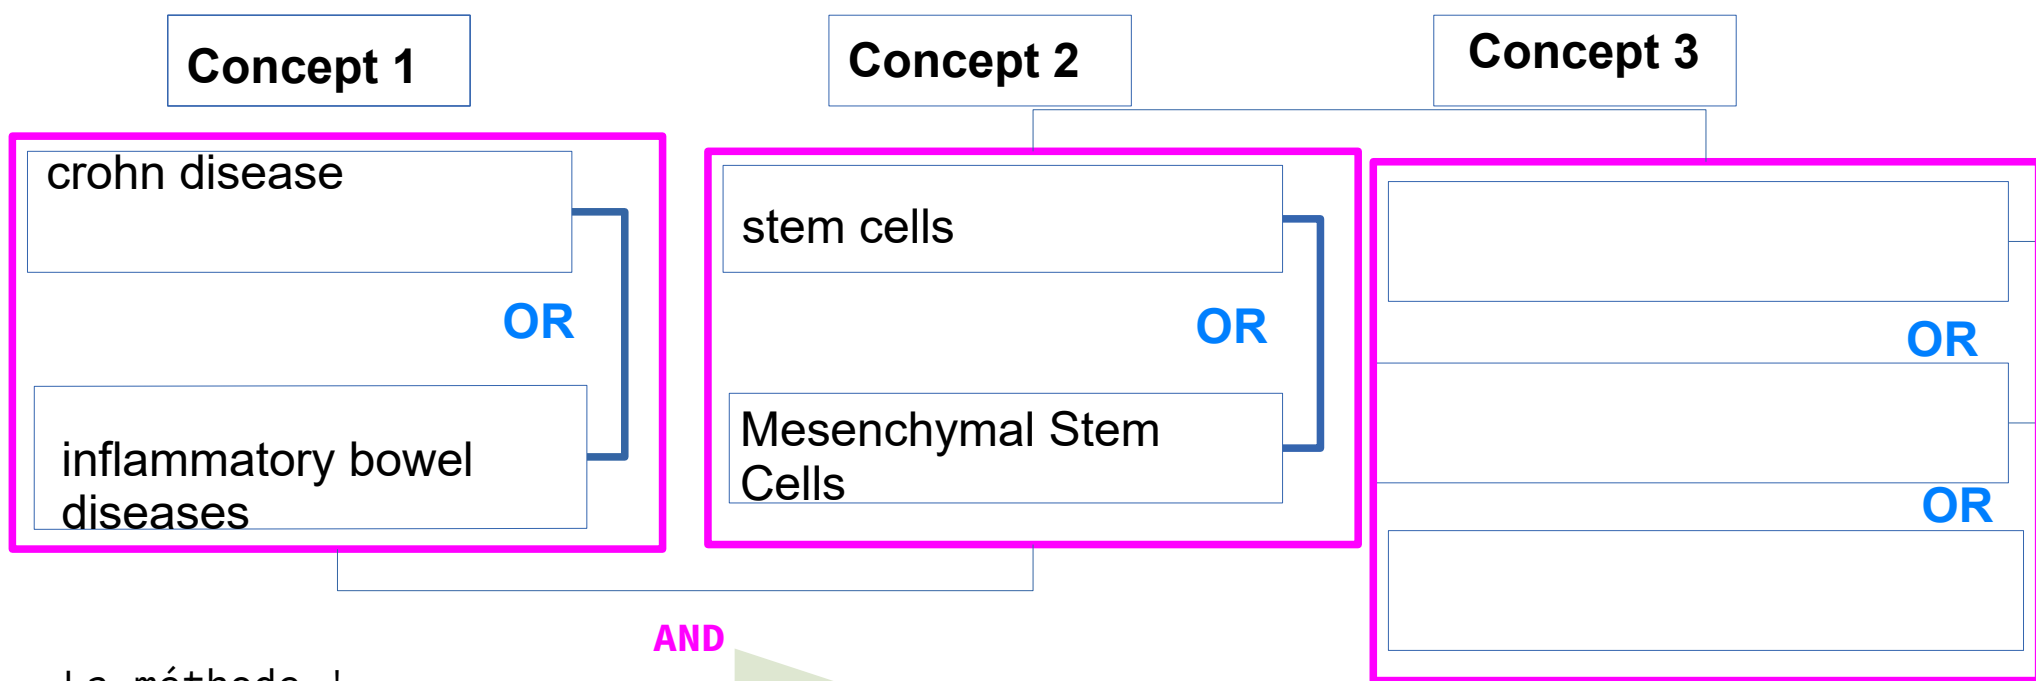 Concept 1
Concept 2
Concept 3
crohn disease
OR
inflammatory bowel
diseases
stem cells
OR
Mesenchymal Stem
Cells
OR
OR
AND
méthode